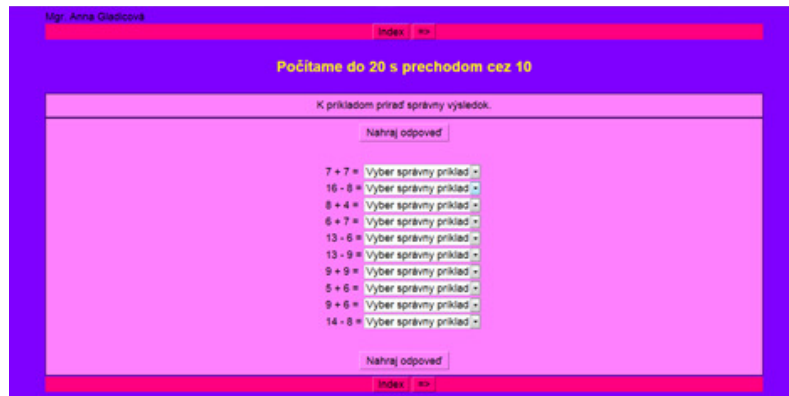 Mgr. Anna Gladicová
Index =>
Počítame do 20 s prechodom cez 10
K príkladom priraď správny výsledok.
Nahraj odpoveď
7 + 7 = Vyber správny príklad
16 - 8 = Vyber správny príklad
8 + 4 = Vyber správny príklad
6 + 7 = Vyber správny príklad
13 - 6 = Vyber správny príklad
13 - 9 = Vyber správny príklad
9 + 9 = Vyber správny príklad
5 + 6 = Vyber správny príklad
9 + 6 = Vyber správny príklad
14 - 8 = Vyber správny príklad
Nahraj odpoveď
Index =>